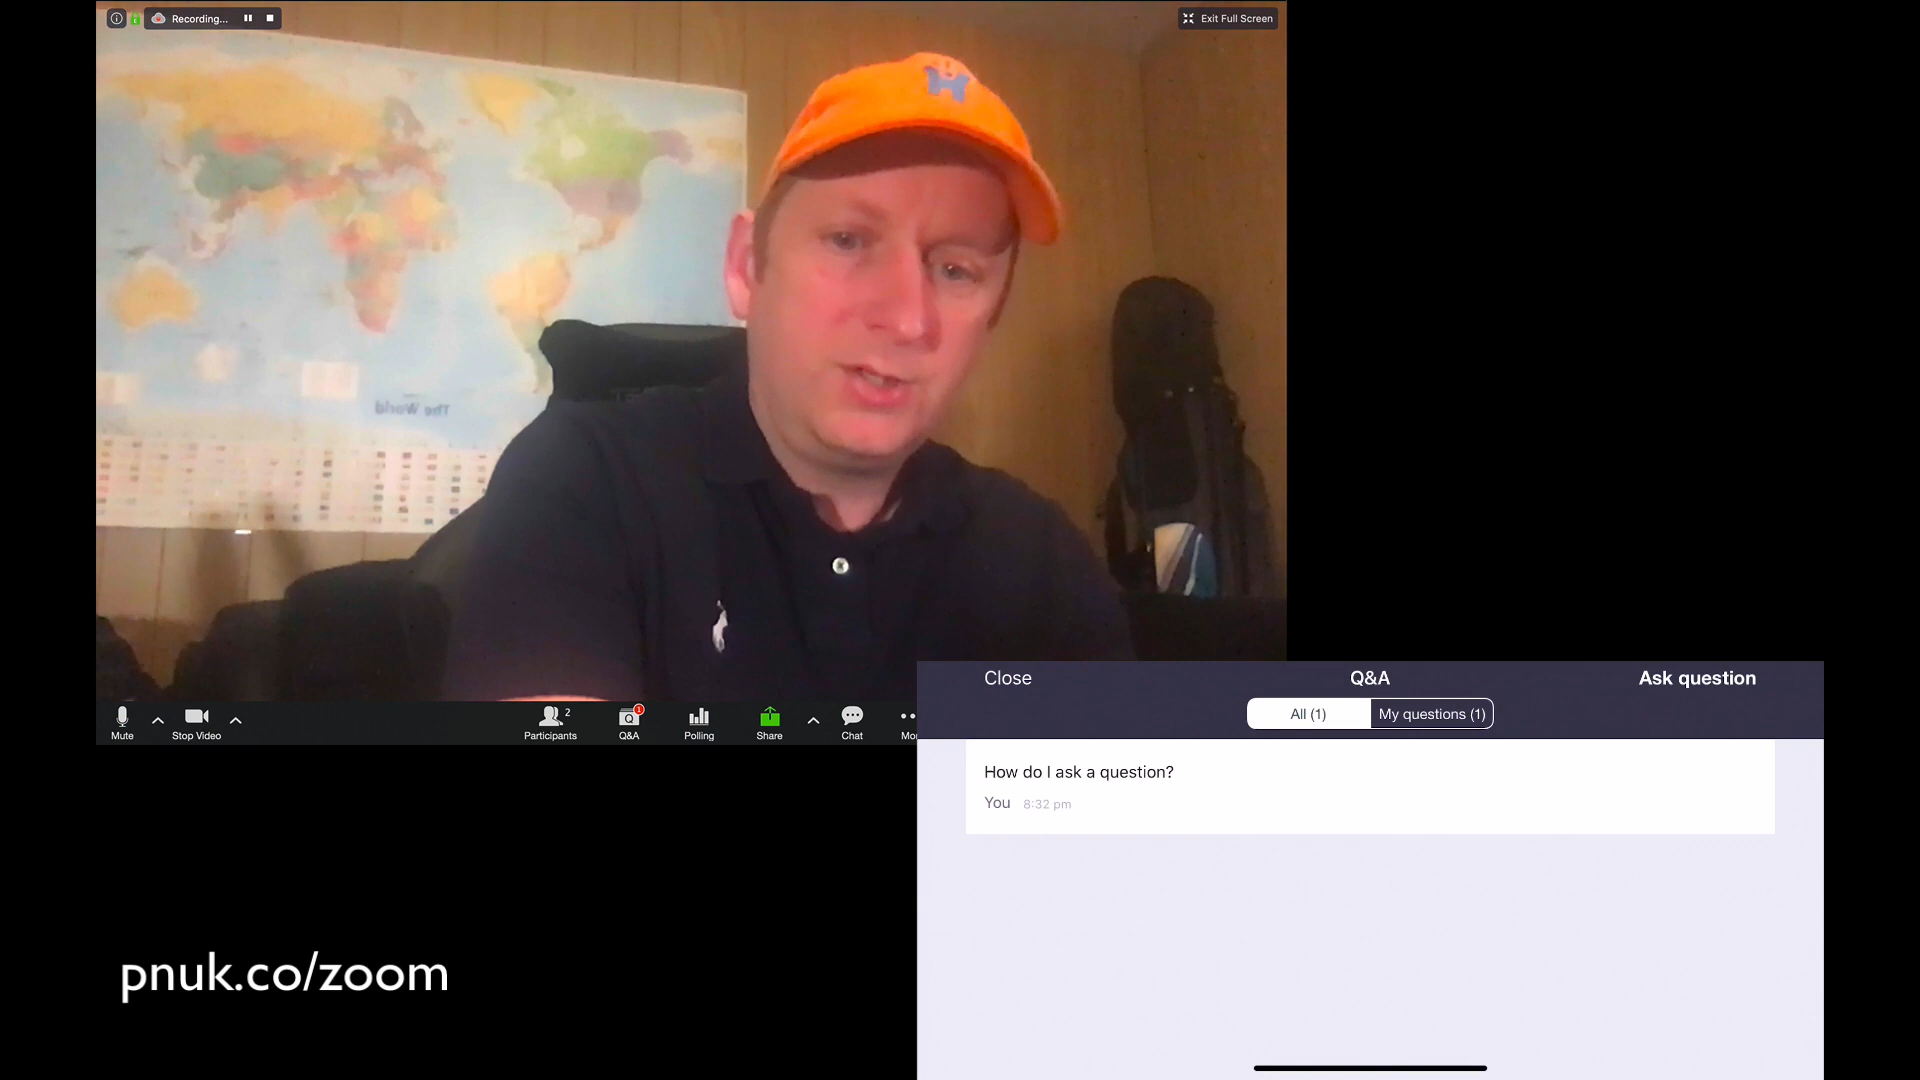 Recording...
Exit Full Screen
H
The World
Mute
Stop Video
Participants
2
Q&A
1
Polling
Share
Chat
Close
Q&A
Ask question
All (1)
My questions (1)
How do I ask a question?
You 8:32 pm
pnuk.co/zoom